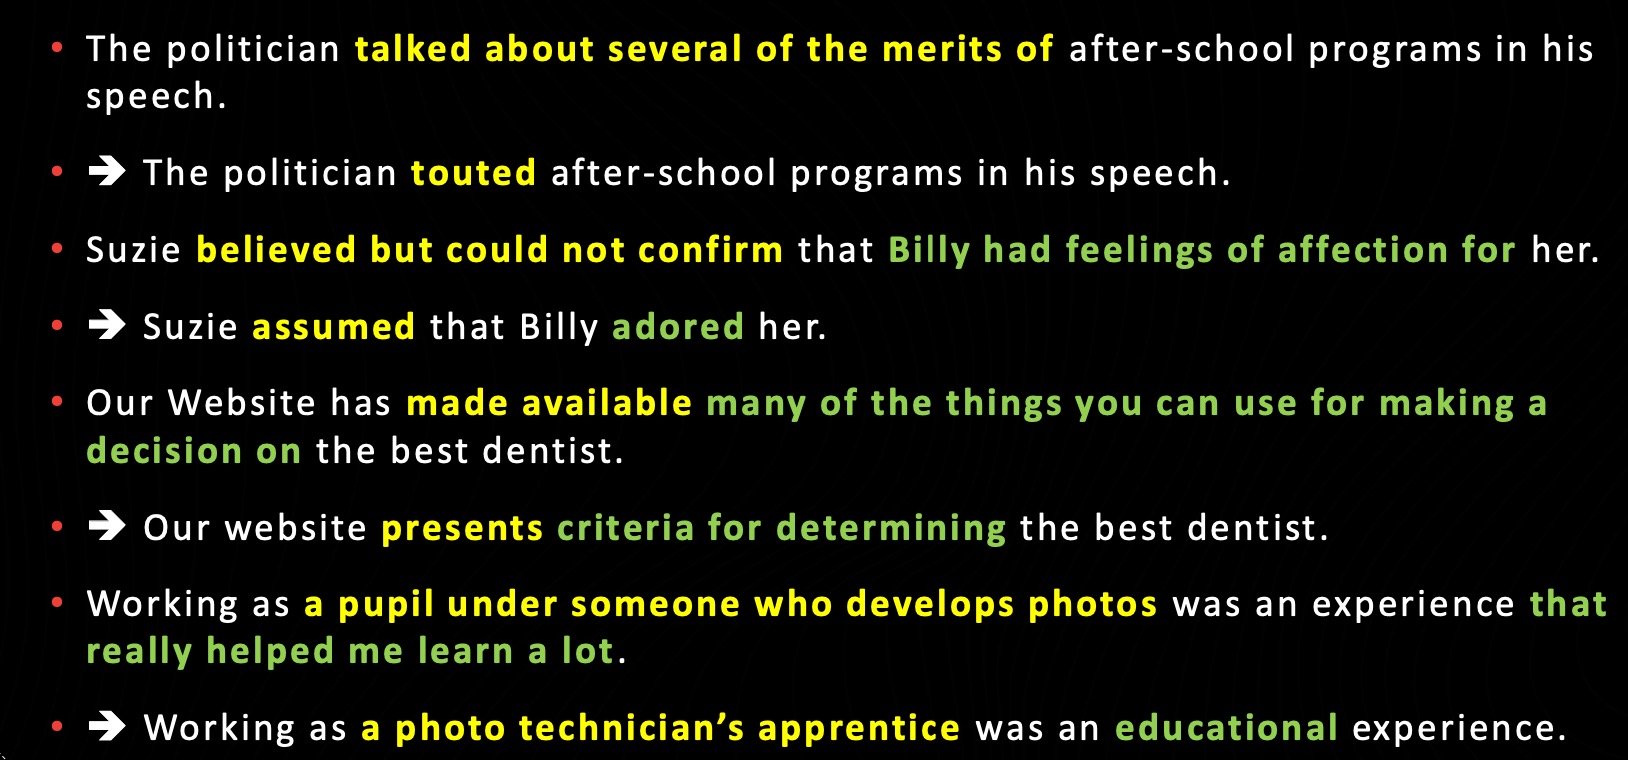 • The politician talked about several of the merits of after-school programs in his
speech.
• ➔ The politician touted after-school programs in his speech.
• Suzie believed but could not confirm that Billy had feelings of affection for her.
• ➔ Suzie assumed that Billy adored her.
• Our Website has made available many of the things you can use for making a
decision on the best dentist.
• ➔ Our website presents criteria for determining the best dentist.
• Working as a pupil under someone who develops photos was an experience that
really helped me learn a lot.
• ➔ Working as a photo technician’s apprentice was an educational experience.